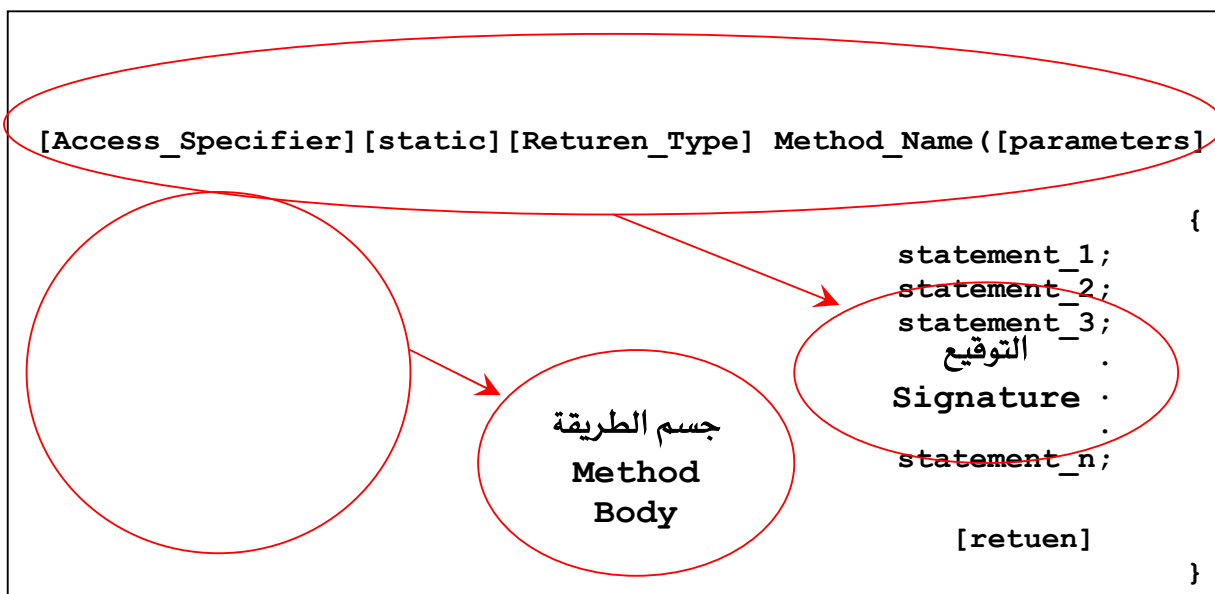 [Access_Specifier][static][Returen_Type] Method_Name([parameters]
{
statement_1;
statement_2;
statement_3;
.
.
.
statement_n;
[retuen]
}
التوقيع
Signature
جسم الطريقة
Method
Body